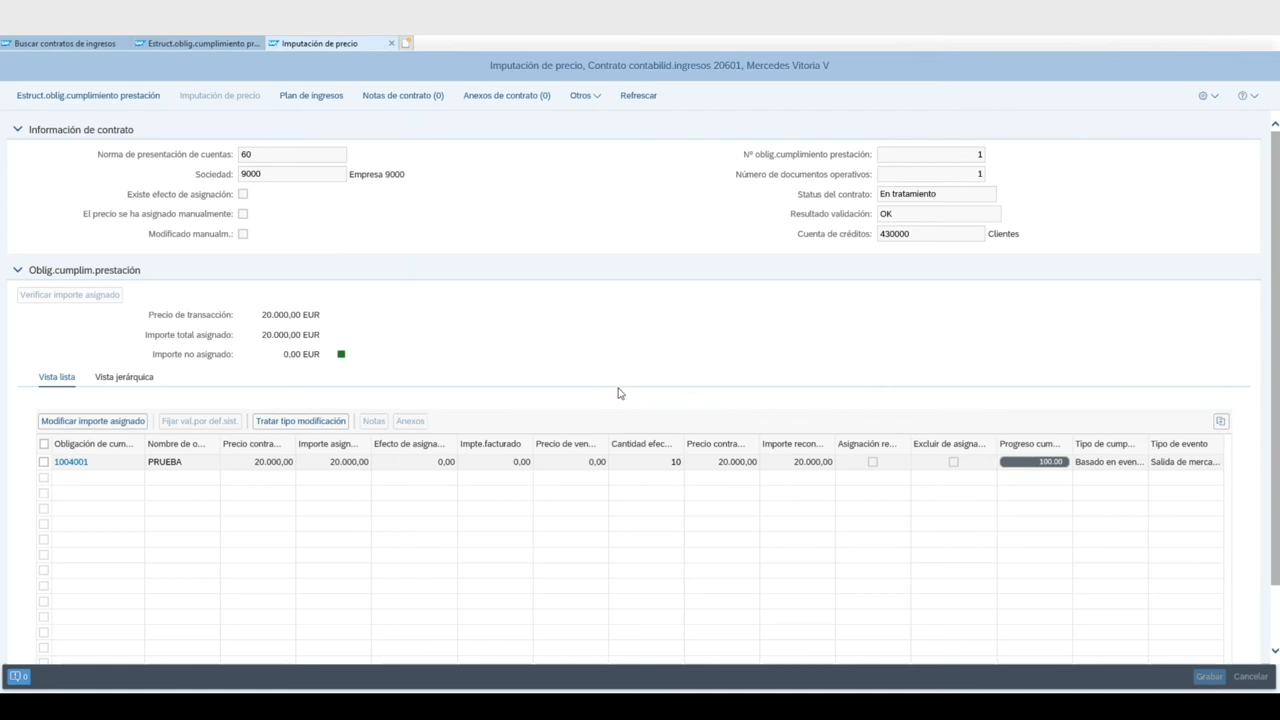 Buscar contratos de ingresos Estruct.oblig.cumplimiento pr... Imputación de precio
Imputación de precio, Contrato contabilid.ingresos 20601, Mercedes Vitoria V
Estruct.oblig.cumplimiento prestación Imputación de precio Plan de ingresos Notas de contrato (0) Anexos de contrato (0) Otros Refrescar
Información de contrato
Norma de presentación de cuentas: 60 Nº oblig.cumplimiento prestación: 1
Sociedad: 9000 Empresa 9000 Número de documentos operativos: 1
Existe efecto de asignación: Status del contrato: En tratamiento
El precio se ha asignado manualmente: Resultado validación: OK
Modificado manualm.: Cuenta de créditos: 430000 Clientes
Oblig.cumplim.prestación
Verificar importe asignado
Precio de transacción: 20.000,00 EUR
Importe total asignado: 20.000,00 EUR
Importe no asignado: 0,00 EUR
Vista lista Vista jerárquica
Modificar importe asignado Fijar val.por def.sist. Tratar tipo modificación Notas Anexos
Obligación de cum... Nombre de o... Precio contra... Importe asign... Efecto de asigna... Impte.facturado Precio de ven... Cantidad efec... Precio contra... Importe recon... Asignación re... Excluir de asigna... Progreso cum... Tipo de cump... Tipo de evento
1004001 PRUEBA 20.000,00 20.000,00 0,00 0,00 0,00 10 20.000,00 20.000,00 100.00 Basado en even... Salida de merca...
0 Grabar Cancelar